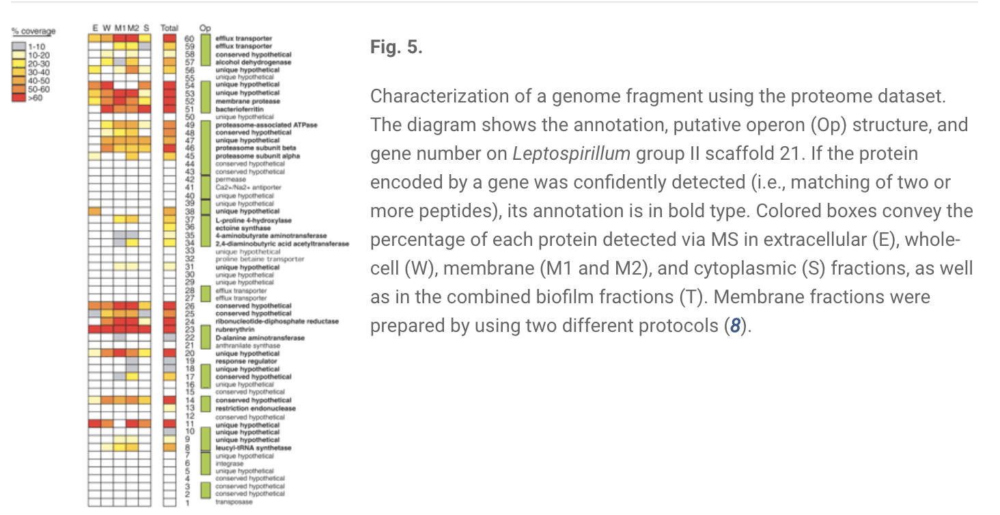 % coverage
1-10
10-20
20-30
30-40
40-50
50-60
>60
E W M1 M2 S Total Op
60 efflux transporter
59 efflux transporter
58 conserved hypothetical
57 alcohol dehydrogenase
56 unique hypothetical
55 unique hypothetical
54 unique hypothetical
53 unique hypothetical
52 membrane protease
51 bacterioferritin
50 unique hypothetical
49 proteasome-associated ATPase
48 conserved hypothetical
47 unique hypothetical
46 proteasome subunit beta
45 proteasome subunit alpha
44 conserved hypothetical
43 conserved hypothetical
42 permease
41 Ca2+/Na2+ antiporter
40 unique hypothetical
39 unique hypothetical
38 unique hypothetical
37 L-proline 4-hydroxylase
36 ectoine synthase
35 4-aminobutyrate aminotransferase
34 2,4-diaminobutyric acid acetyltransferase
33 unique hypothetical
32 proline betaine transporter
31 unique hypothetical
30 unique hypothetical
29 unique hypothetical
28 efflux transporter
27 efflux transporter
26 conserved hypothetical
25 conserved hypothetical
24 ribonucleotide-diphosphate reductase
23 rubrerythrin
22 D-alanine aminotransferase
21 anthranilate synthase
20 unique hypothetical
19 response regulator
18 unique hypothetical
17 conserved hypothetical
16 unique hypothetical
15 conserved hypothetical
14 conserved hypothetical
13 restriction endonuclease
12 conserved hypothetical
11 unique hypothetical
10 unique hypothetical
9 unique hypothetical
8 leucyl-tRNA synthetase
7 unique hypothetical
6 integrase
5 unique hypothetical
4 conserved hypothetical
3 conserved hypothetical
2 conserved hypothetical
1 transposase
Fig. 5.
Characterization of a genome fragment using the proteome dataset.
The diagram shows the annotation, putative operon (Op) structure, and
gene number on Leptospirillum group II scaffold 21. If the protein
encoded by a gene was confidently detected (i.e., matching of two or
more peptides), its annotation is in bold type. Colored boxes convey the
percentage of each protein detected via MS in extracellular (E), whole-
cell (W), membrane (M1 and M2), and cytoplasmic (S) fractions, as well
as in the combined biofilm fractions (T). Membrane fractions were
prepared by using two different protocols (8).